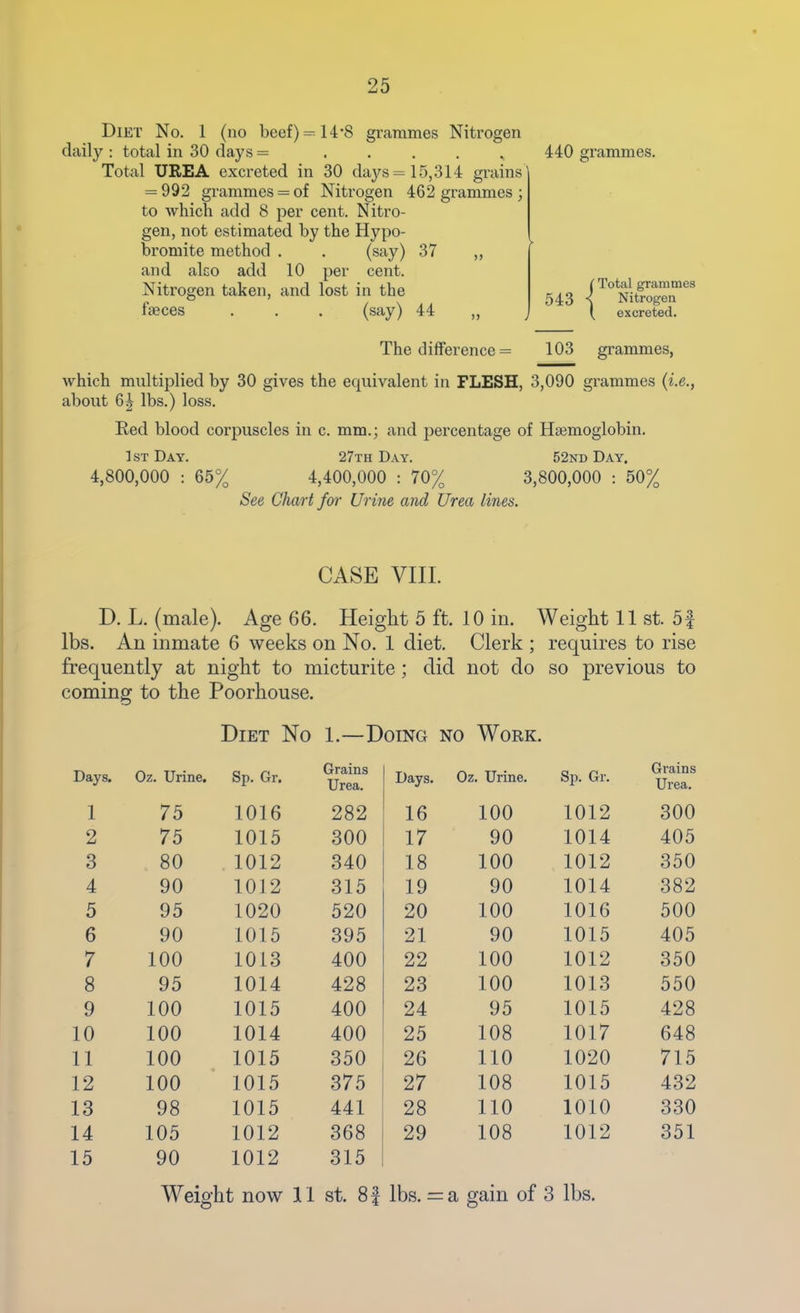 25
DIET No. 1 (no beef) = 14·8 grammes Nitrogen
daily : total in 30 days = . . . . . 440 grammes.
Total UREA excreted in 30 days = 15,314 grains
= 992 grammes = of Nitrogen 462 grammes ;
to which add 8 per cent. Nitro-
gen, not estimated by the Hypo-
bromite method . . (say) 37 „
and also add 10 per cent.
Nitrogen taken, and lost in the
fæces . . . (say) 44 „
543 { Total grammes
Nitrogen
excreted.
The difference = 103 grammes,
which multiplied by 30 gives the equivalent in FLESH, 3,090 grammes (i.e.,
about 6½ lbs.) loss.
Red blood corpuscles in c. mm.; and percentage of Hæmoglobin.
1ST DAY. 27TH DAY. 52ND DAY.
4,800,000 : 65% 4,400,000 : 70% 3,800,000 : 50%
See Chart for Urine and Urea lines.
CASE VIII.
D. L. (male). Age 66. Height 5 ft. 10 in. Weight 11 st. 5¾
lbs. An inmate 6 weeks on No. 1 diet. Clerk ; requires to rise
frequently at night to micturite ; did not do so previous to
coming to the Poorhouse.
DIET NO 1.—DOING NO WORK.
Days. Oz. Urine. Sp. Gr. Grains Urea. Days. Oz. Urine. Sp. Gr. Grains Urea.
1 75 1016 282 16 100 1012 300
2 75 1015 300 17 90 1014 405
3 80 1012 340 18 100 1012 350
4 90 1012 315 19 90 1014 382
5 95 1020 520 20 100 1016 500
6 90 1015 395 21 90 1015 405
7 100 1013 400 22 100 1012 350
8 95 1014 428 23 100 1013 550
9 100 1015 400 24 95 1015 428
10 100 1014 400 25 108 1017 648
11 100 1015 350 26 110 1020 715
12 100 1015 375 27 108 1015 432
13 98 1015 441 28 110 1010 330
14 105 1012 368 29 108 1012 351
15 90 1012 315
Weight now 11 st. 8¾ lbs. = a gain of 3 lbs.